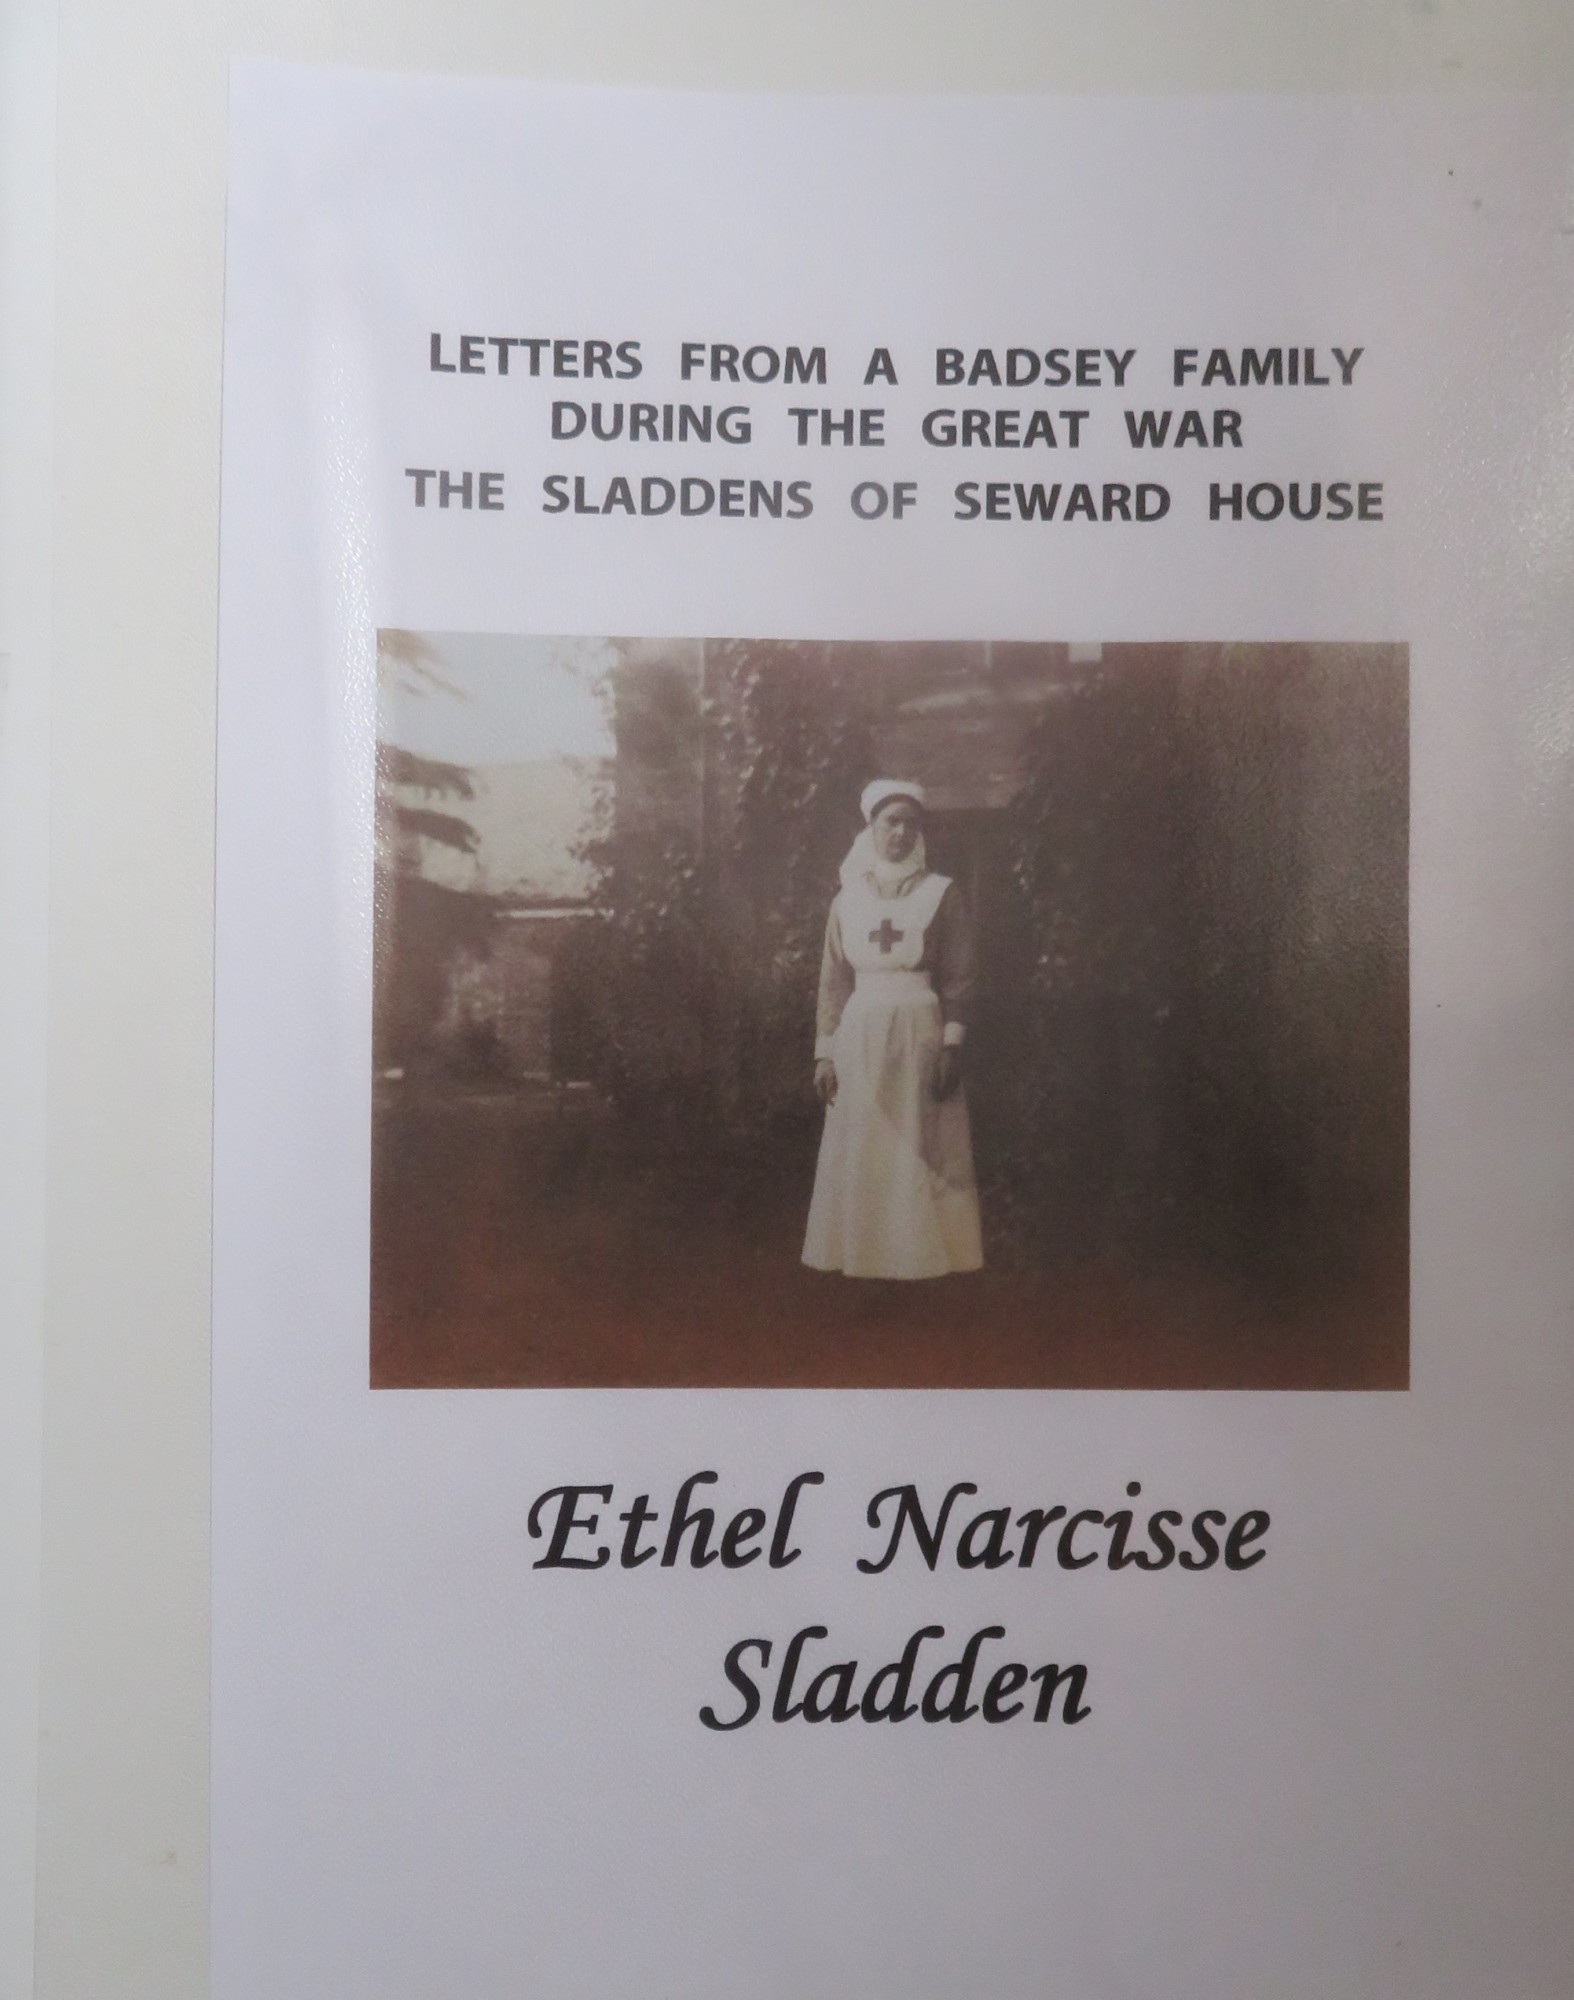 LETTERS FROM A BADSEY FAMILY
DURING THE GREAT WAR
THE SLADDENS OF SEWARD HOUSE
Ethel Narcisse
Sladden